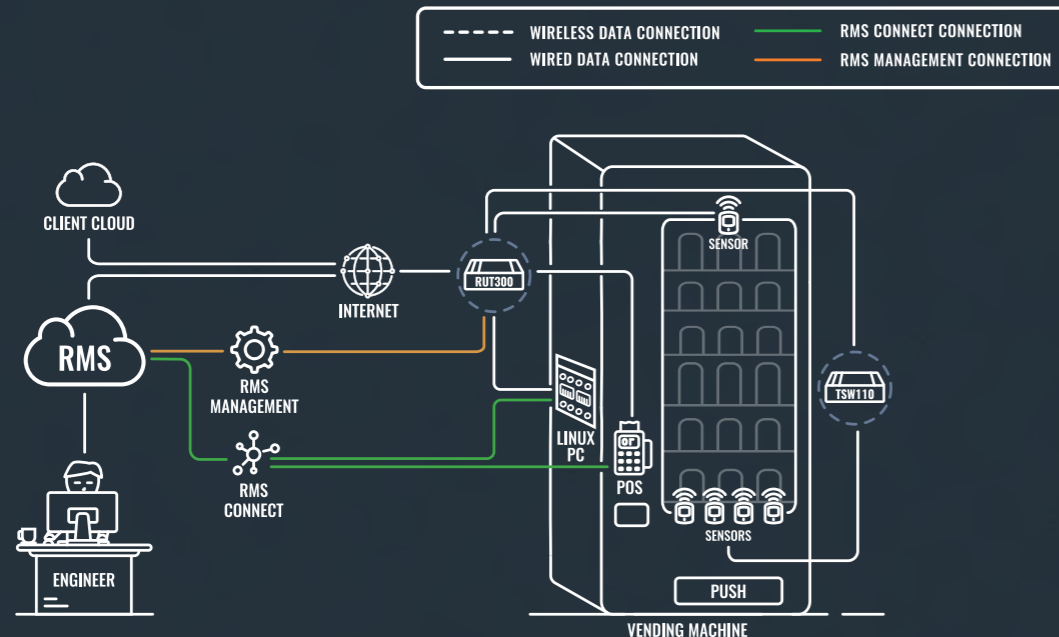 WIRELESS DATA CONNECTION
RMS CONNECT CONNECTION
WIRED DATA CONNECTION
RMS MANAGEMENT CONNECTION
CLIENT CLOUD
INTERNET
RUT300
SENSOR
RMS
RMS
MANAGEMENT
RMS
CONNECT
LINUX
PC
POS
TSW110
SENSORS
ENGINEER
PUSH
VENDING MACHINE